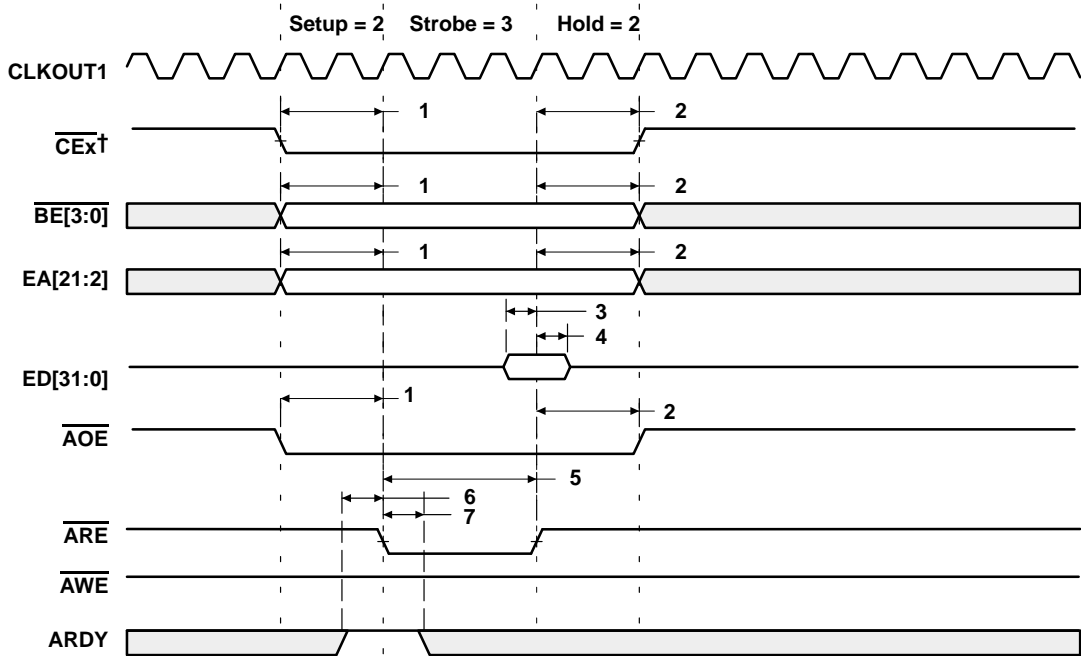 Setup = 2 Strobe = 3 Hold = 2
CLKOUT1
1 2
CEx†
1 2
BE[3:0]
1 2
EA[21:2]
3
4
ED[31:0]
1 2
AOE
5
6
7
ARE
AWE
ARDY